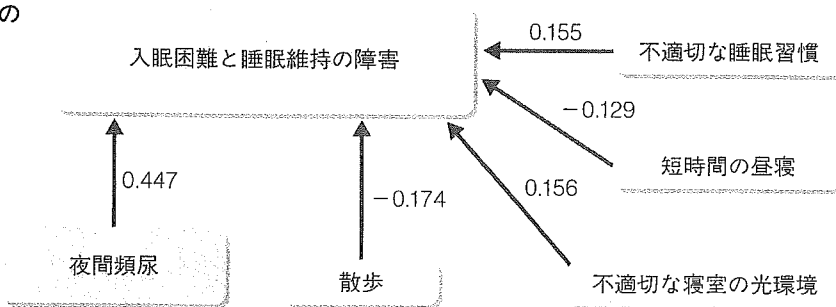 の
入眠困難と睡眠維持の障害
0.155
不適切な睡眠習慣
−0.129
短時間の昼寝
0.447
−0.174
0.156
夜間頻尿
散歩
不適切な寝室の光環境